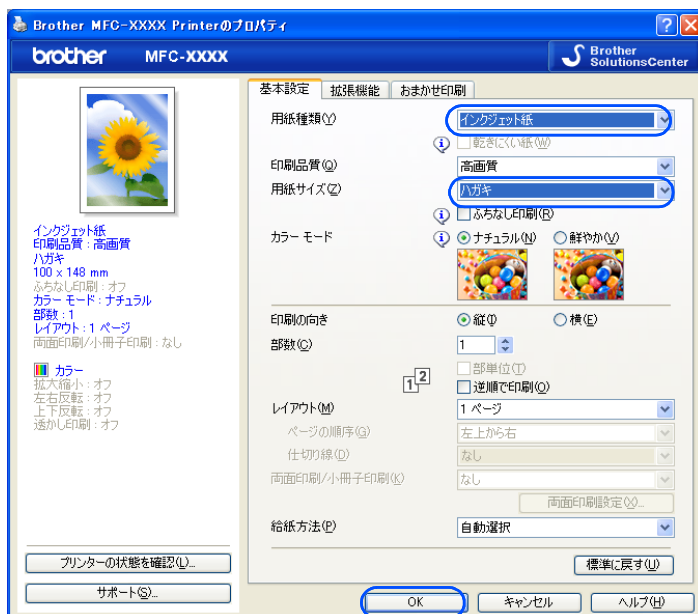 Brother MFC-XXXX Printerのプロパティ
brother MFC-XXXX
Brother SolutionsCenter
基本設定 拡張機能 おまかせ印刷
用紙種類(Y) インクジェット紙
乾きにくい紙(W)
印刷品質(Q) 高画質
用紙サイズ(Z) ハガキ
ふちなし印刷(R)
カラー モード ナチュラル(N) 鮮やか(V)
印刷の向き 縦(I) 横(E)
部数(C) 1
部単位(T)
逆順で印刷(O)
12
レイアウト(M) 1 ページ
ページの順序(G) 左上から右
仕切り線(D) なし
両面印刷/小冊子印刷(K) なし
両面印刷設定(X)...
給紙方法(P) 自動選択
標準に戻す(U)
インクジェット紙
印刷品質 : 高画質
ハガキ
100 x 148 mm
ふちなし印刷 : オフ
カラー モード : ナチュラル
部数 : 1
レイアウト : 1 ページ
両面印刷/小冊子印刷 : なし
カラー
拡大縮小 : オフ
左右反転 : オフ
上下反転 : オフ
透かし印刷 : オフ
プリンターの状態を確認(L)...
サポート(S)...
OK キャンセル ヘルプ(H)